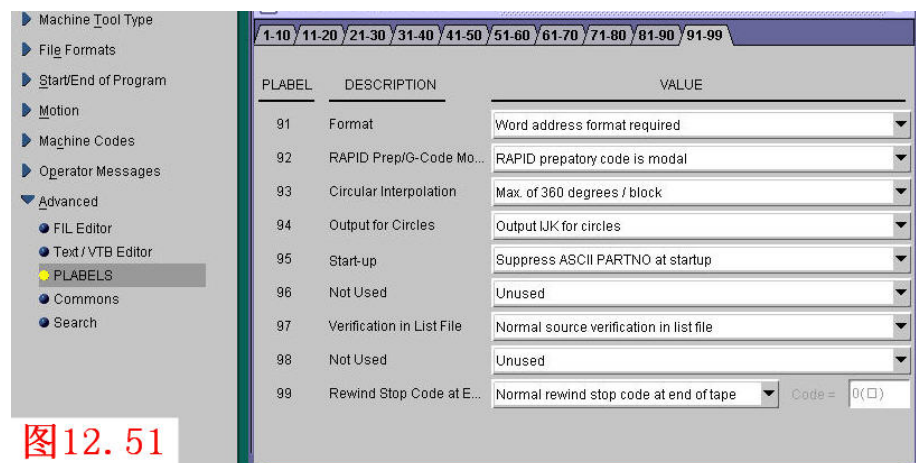 Machine Tool Type
File Formats
Start/End of Program
Motion
Machine Codes
Operator Messages
Advanced
FIL Editor
Text / VTB Editor
PLABELS
Commons
Search
1-10 11-20 21-30 31-40 41-50 51-60 61-70 71-80 81-90 91-99
PLABEL DESCRIPTION VALUE
91 Format Word address format required
92 RAPID Prep/G-Code Mo... RAPID prepatory code is modal
93 Circular Interpolation Max. of 360 degrees / block
94 Output for Circles Output IJK for circles
95 Start-up Suppress ASCII PARTNO at startup
96 Not Used Unused
97 Verification in List File Normal source verification in list file
98 Not Used Unused
99 Rewind Stop Code at E... Normal rewind stop code at end of tape Code = 0(□)
图12.51